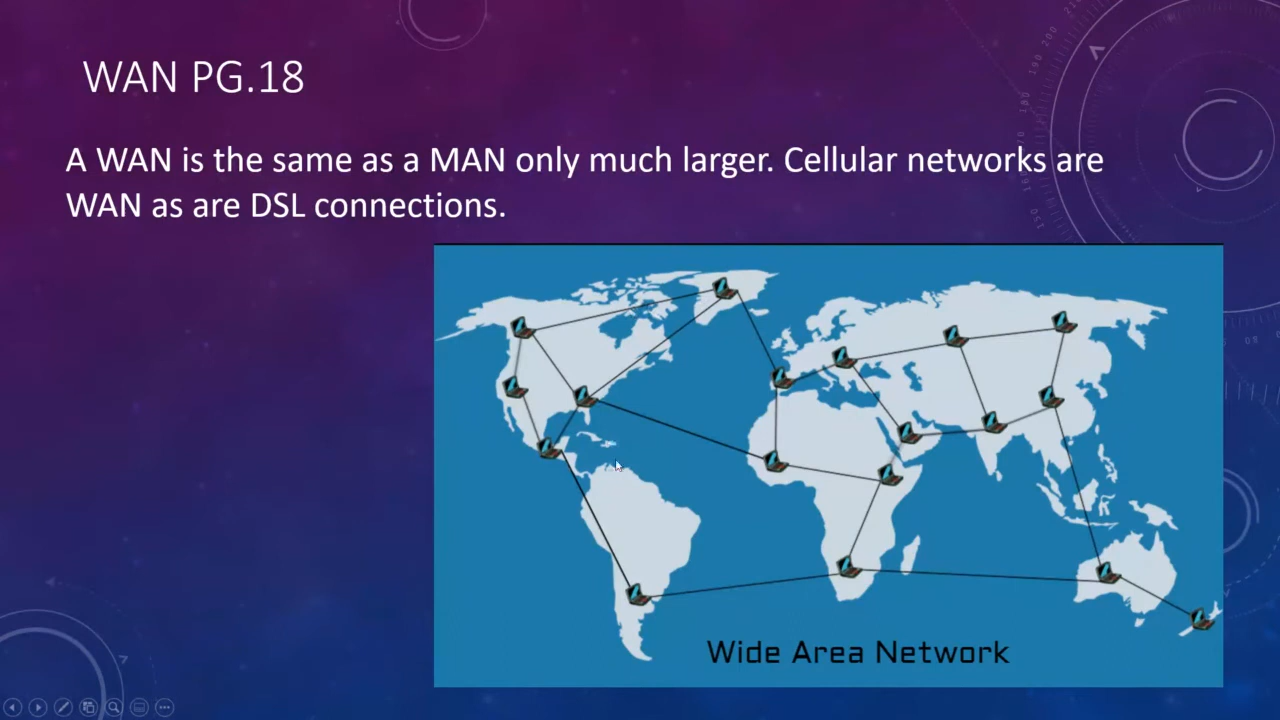 WAN PG.18
A WAN is the same as a MAN only much larger. Cellular networks are
WAN as are DSL connections.
Wide Area Network